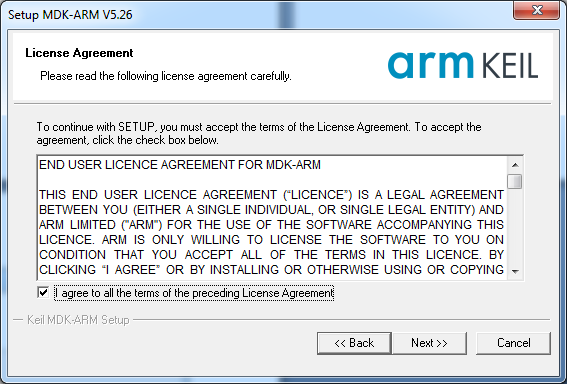 Setup MDK-ARM V5.26
License Agreement
Please read the following license agreement carefully.
arm KEIL
To continue with SETUP, you must accept the terms of the License Agreement. To accept the
agreement, click the check box below.
END USER LICENCE AGREEMENT FOR MDK-ARM
THIS END USER LICENCE AGREEMENT (“LICENCE”) IS A LEGAL AGREEMENT
BETWEEN YOU (EITHER A SINGLE INDIVIDUAL, OR SINGLE LEGAL ENTITY) AND
ARM LIMITED ("ARM") FOR THE USE OF THE SOFTWARE ACCOMPANYING THIS
LICENCE. ARM IS ONLY WILLING TO LICENSE THE SOFTWARE TO YOU ON
CONDITION THAT YOU ACCEPT ALL OF THE TERMS IN THIS LICENCE. BY
CLICKING “I AGREE” OR BY INSTALLING OR OTHERWISE USING OR COPYING
I agree to all the terms of the preceding License Agreement
Keil MDK-ARM Setup
<< Back
Next >>
Cancel